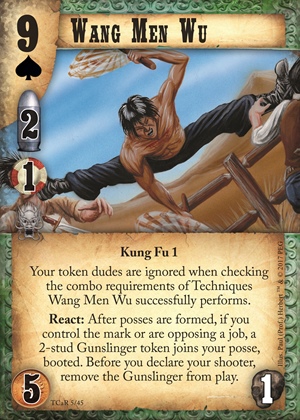 9
Wang Men Wu
2
1
Kung Fu 1
Your token dudes are ignored when checking
the combo requirements of Techniques
Wang Men Wu successfully performs.
React: After posses are formed, if you
control the mark or are opposing a job, a
2-stud Gunslinger token joins your posse,
booted. Before you declare your shooter,
remove the Gunslinger from play.
5
TCaR 5/45
1